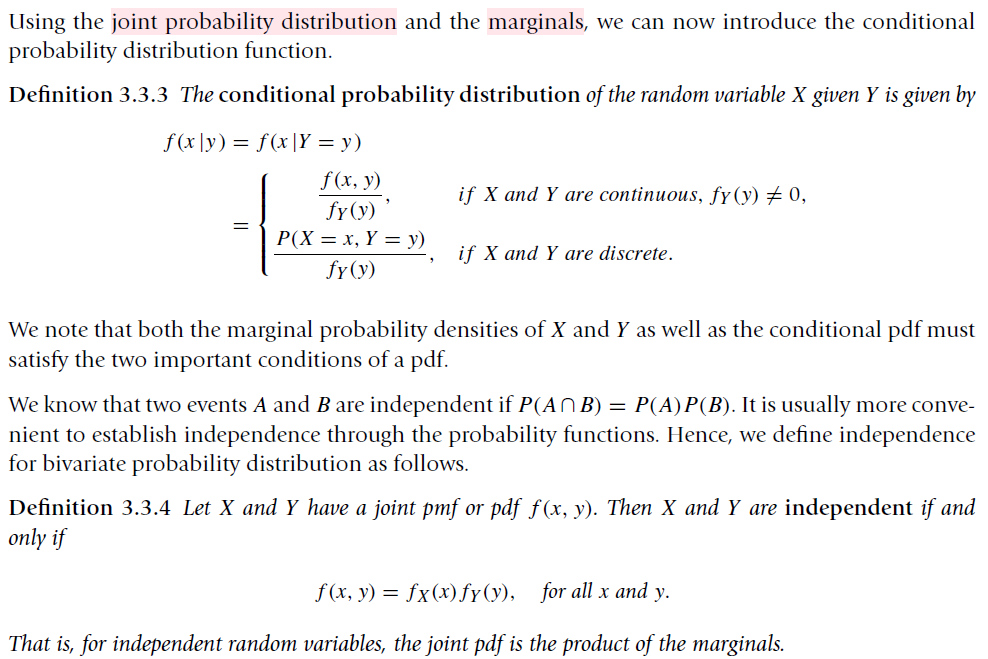 Using the joint probability distribution and the marginals, we can now introduce the conditional
probability distribution function.
Definition 3.3.3 The conditional probability distribution of the random variable X given Y is given by
f(x|y) = f(x|Y = y)
= { f(x, y) / fY(y), if X and Y are continuous, fY(y) ≠ 0,
P(X = x, Y = y) / fY(y), if X and Y are discrete.
We note that both the marginal probability densities of X and Y as well as the conditional pdf must
satisfy the two important conditions of a pdf.
We know that two events A and B are independent if P(A ∩ B) = P(A)P(B). It is usually more conve-
nient to establish independence through the probability functions. Hence, we define independence
for bivariate probability distribution as follows.
Definition 3.3.4 Let X and Y have a joint pmf or pdf f(x, y). Then X and Y are independent if and
only if
f(x, y) = fX(x)fY(y), for all x and y.
That is, for independent random variables, the joint pdf is the product of the marginals.